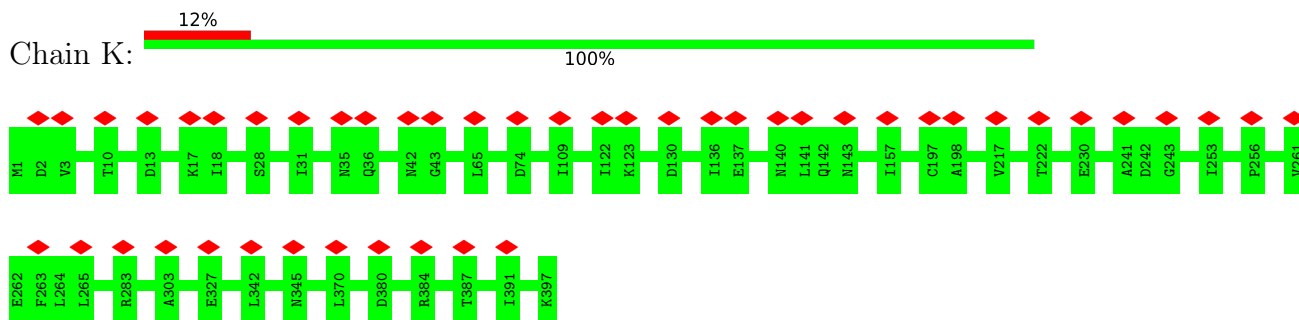 12%
Chain K:
100%
M1 D2 V3 T10 D13 K17 I18 S28 I31 N35 Q36 N42 G43 L65 D74 I109 I122 K123 D130 I136 E137 N140 L141 Q142 N143 I157 C197 A198 V217 T222 E230 A241 D242 G243 I253 P256 V261
E262 F263 L264 L265 R283 A303 E327 L342 N345 L370 D380 R384 T387 I391 K397